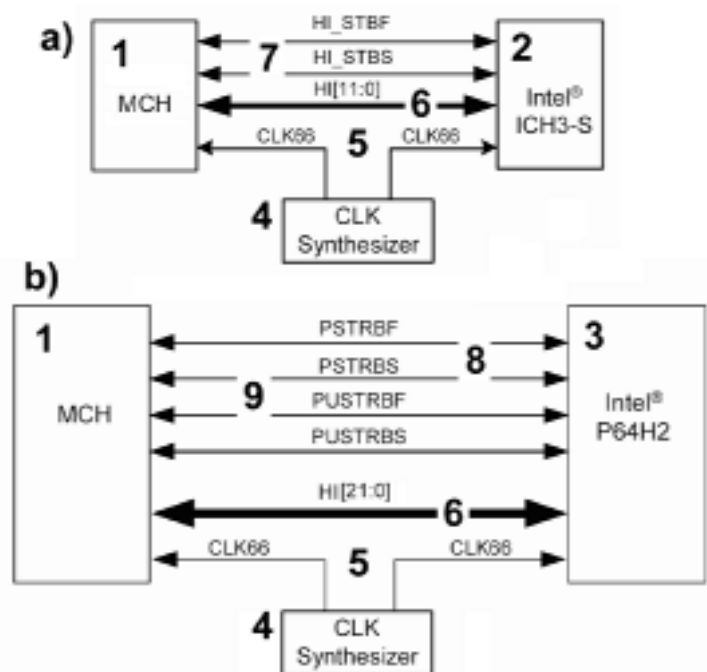 a)
HI_STBF
1
7
HI_STBS
2
MCH
HI[11:0]
6
Intel®
ICH3-S
CLK66
5
CLK66
4
CLK
Synthesizer
b)
1
PSTRBF
3
PSTRBS
8
9
MCH
PUSTRBF
Intel®
P64H2
PUSTRBS
HI[21:0]
6
CLK66
5
CLK66
4
CLK
Synthesizer